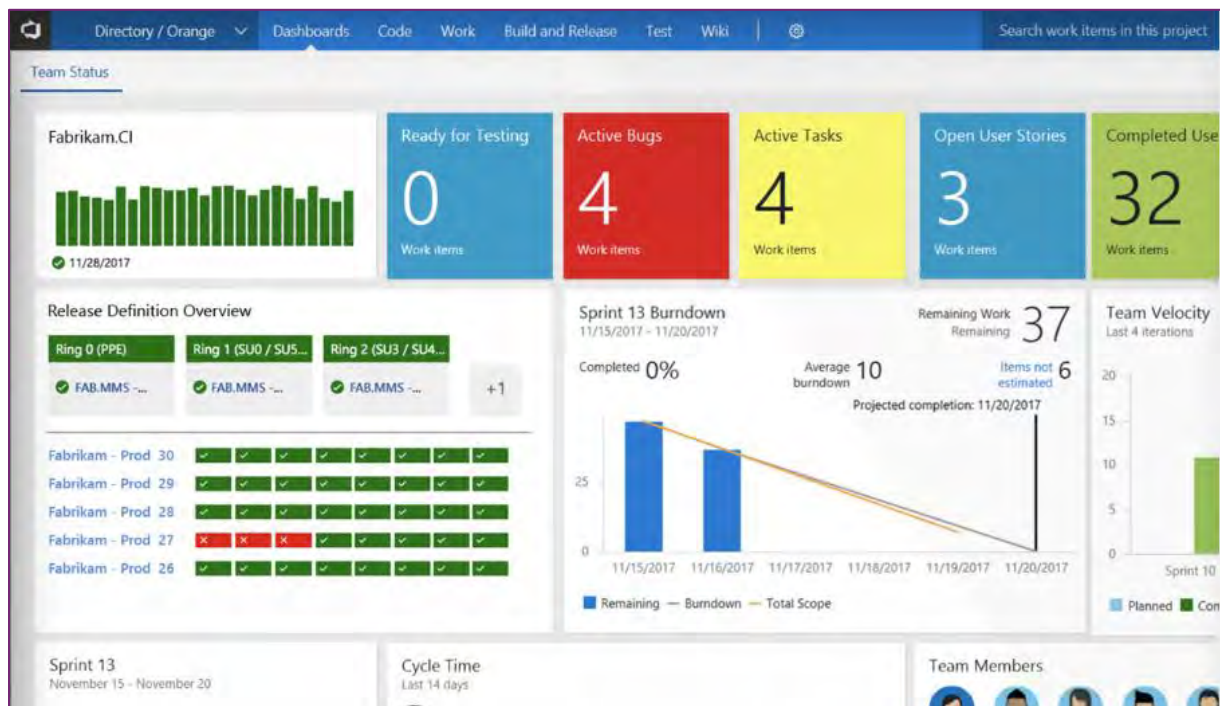 Directory / Orange Dashboards Code Work Build and Release Test Wiki Search work items in this project
Team Status
Fabrikam.CI
11/28/2017
Ready for Testing
0
Work items
Active Bugs
4
Work items
Active Tasks
4
Work items
Open User Stories
3
Work items
Completed Use
32
Work items
Release Definition Overview
Ring 0 (PPE) Ring 1 (SU0 / SU5... Ring 2 (SU3 / SU4...
FAB.MMS -... FAB.MMS -... FAB.MMS -... +1
Fabrikam - Prod 30
Fabrikam - Prod 29
Fabrikam - Prod 28
Fabrikam - Prod 27
Fabrikam - Prod 26
Sprint 13 Burndown
11/15/2017 - 11/20/2017
Remaining Work
Remaining
37
Completed 0%
Average
burndown
10
Items not
estimated
6
Projected completion: 11/20/2017
25
0
11/15/2017 11/16/2017 11/17/2017 11/18/2017 11/19/2017 11/20/2017
Remaining Burndown Total Scope
Team Velocity
Last 4 iterations
20
15
10
5
0
Sprint 10
Planned Con
Sprint 13
November 15 - November 20
Cycle Time
Last 14 days
Team Members